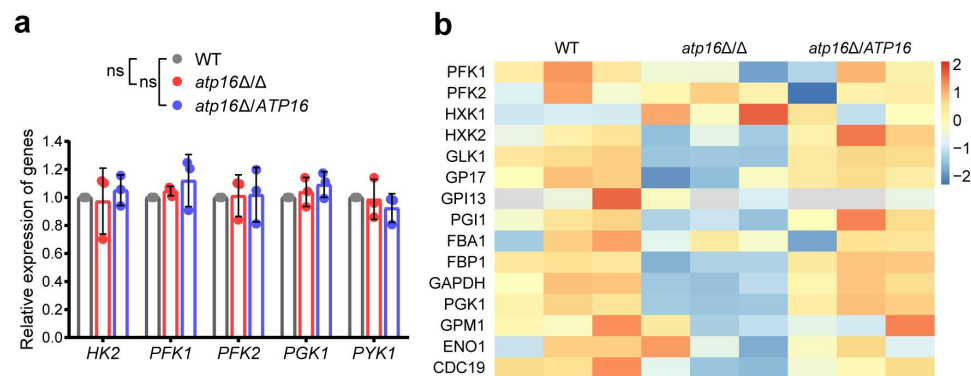 a
ns
ns
WT
atp16Δ/Δ
atp16Δ/ATP16
Relative expression of genes
1.4
1.2
1.0
0.8
0.6
0.4
0.2
0.0
HK2 PFK1 PFK2 PGK1 PYK1
b
WT atp16Δ/Δ atp16Δ/ATP16
PFK1
PFK2
HXK1
HXK2
GLK1
GP17
GPI13
PGI1
FBA1
FBP1
GAPDH
PGK1
GPM1
ENO1
CDC19
2
1
0
−1
−2